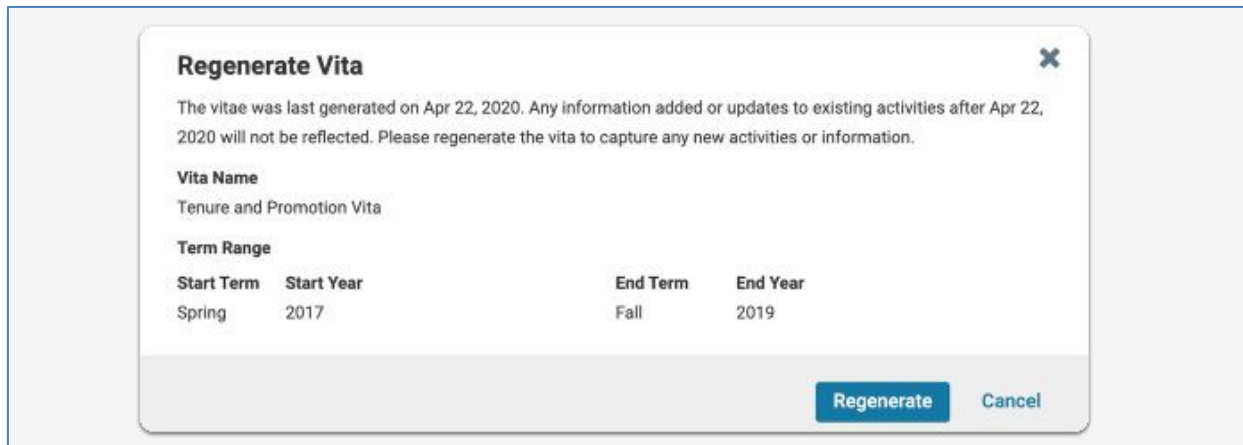 Regenerate Vita
The vitae was last generated on Apr 22, 2020. Any information added or updates to existing activities after Apr 22,
2020 will not be reflected. Please regenerate the vita to capture any new activities or information.
Vita Name
Tenure and Promotion Vita
Term Range
Start Term Start Year End Term End Year
Spring 2017 Fall 2019
Regenerate Cancel